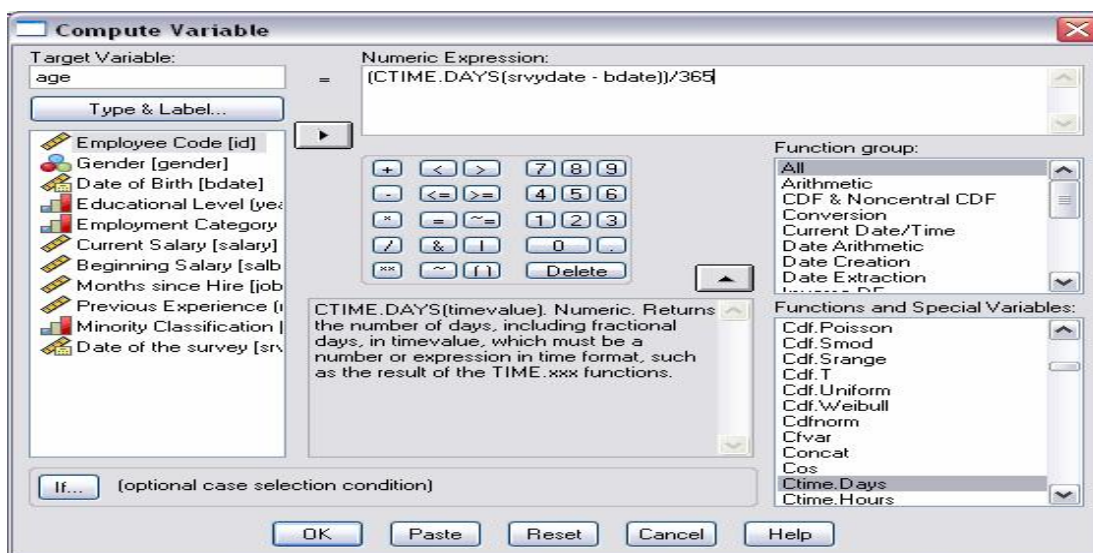 Compute Variable
Target Variable:
age
=
Numeric Expression:
(CTIME.DAYS(srvydate - bdate))/365
Type & Label...
Employee Code [id]
Gender [gender]
Date of Birth [bdate]
Educational Level (yea
Employment Category
Current Salary [salary]
Beginning Salary [salb
Months since Hire [job
Previous Experience (
Minority Classification [
Date of the survey [srv
+ < > 7 8 9
- <= >= 4 5 6
* = ~= 1 2 3
/ & | 0 .
** ~ () Delete
CTIME.DAYS(timevalue). Numeric. Returns
the number of days, including fractional
days, in timevalue, which must be a
number or expression in time format, such
as the result of the TIME.xxx functions.
Function group:
All
Arithmetic
CDF & Noncentral CDF
Conversion
Current Date/Time
Date Arithmetic
Date Creation
Date Extraction
Functions and Special Variables:
Cdf.Poisson
Cdf.Smod
Cdf.Srange
Cdf.T
Cdf.Uniform
Cdf.Weibull
Cdfnorm
Cfvar
Concat
Cos
Ctime.Days
Ctime.Hours
If...
(optional case selection condition)
OK
Paste
Reset
Cancel
Help